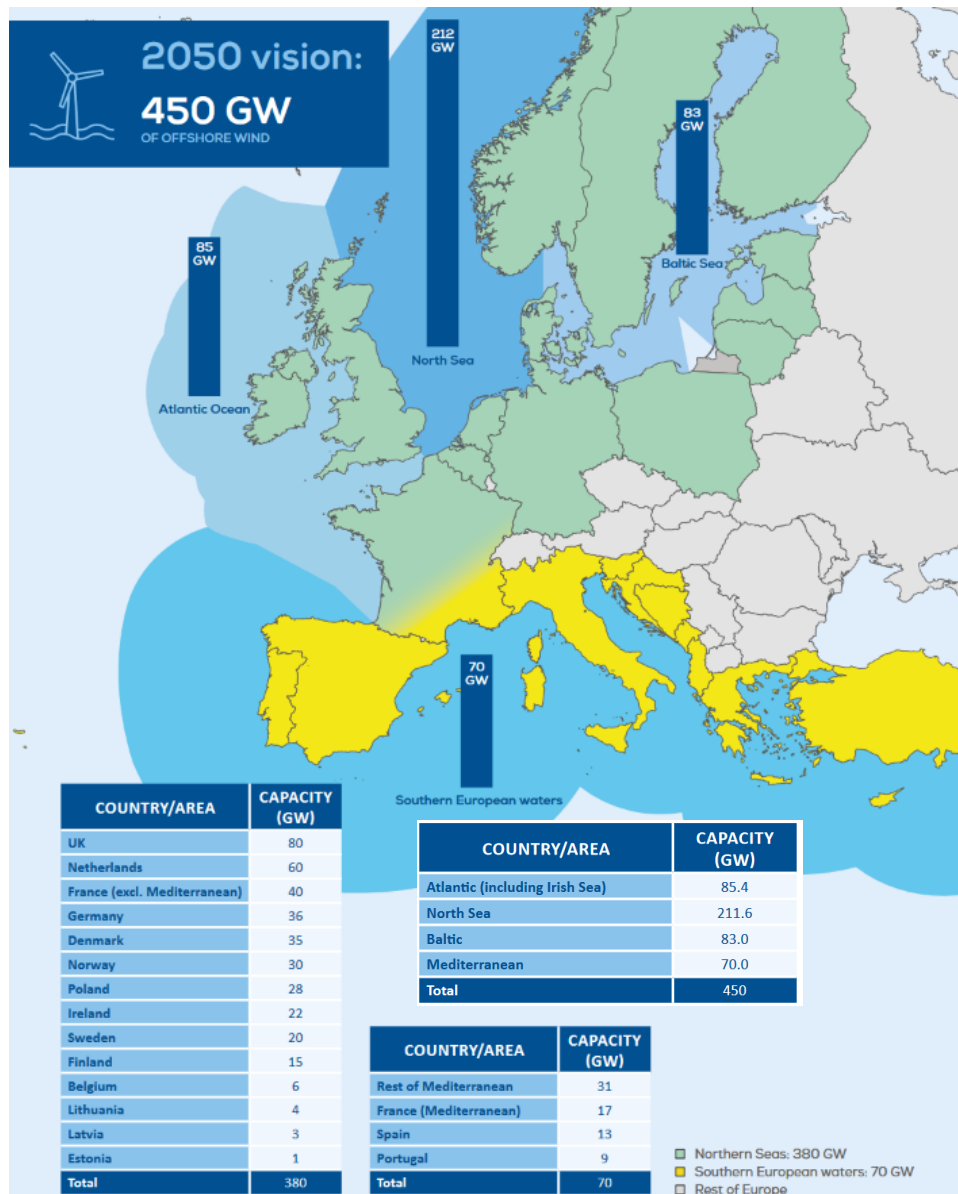 2050 vision:
450 GW
OF OFFSHORE WIND
212
GW
North Sea
83
GW
Baltic Sea
85
GW
Atlantic Ocean
70
GW
Southern European waters
COUNTRY/AREA CAPACITY (GW)
UK 80
Netherlands 60
France (excl. Mediterranean) 40
Germany 36
Denmark 35
Norway 30
Poland 28
Ireland 22
Sweden 20
Finland 15
Belgium 6
Lithuania 4
Latvia 3
Estonia 1
Total 380
COUNTRY/AREA CAPACITY (GW)
Atlantic (including Irish Sea) 85.4
North Sea 211.6
Baltic 83.0
Mediterranean 70.0
Total 450
COUNTRY/AREA CAPACITY (GW)
Rest of Mediterranean 31
France (Mediterranean) 17
Spain 13
Portugal 9
Total 70
Northern Seas: 380 GW
Southern European waters: 70 GW
Rest of Europe